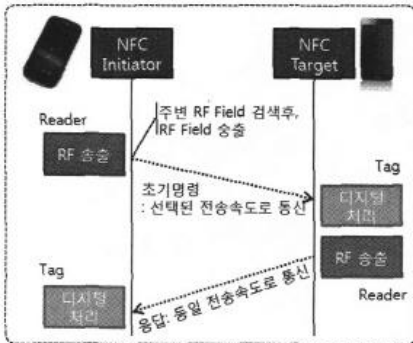 NFC
Initiator
NFC
Target
주변 RF Field 검색후,
RF Field 송출
Reader
RF 송출
초기명령
: 선택된 전송속도로 통신
Tag
디지털
처리
RF 송출
Reader
Tag
디지털
처리
응답: 동일 전송속도로 통신